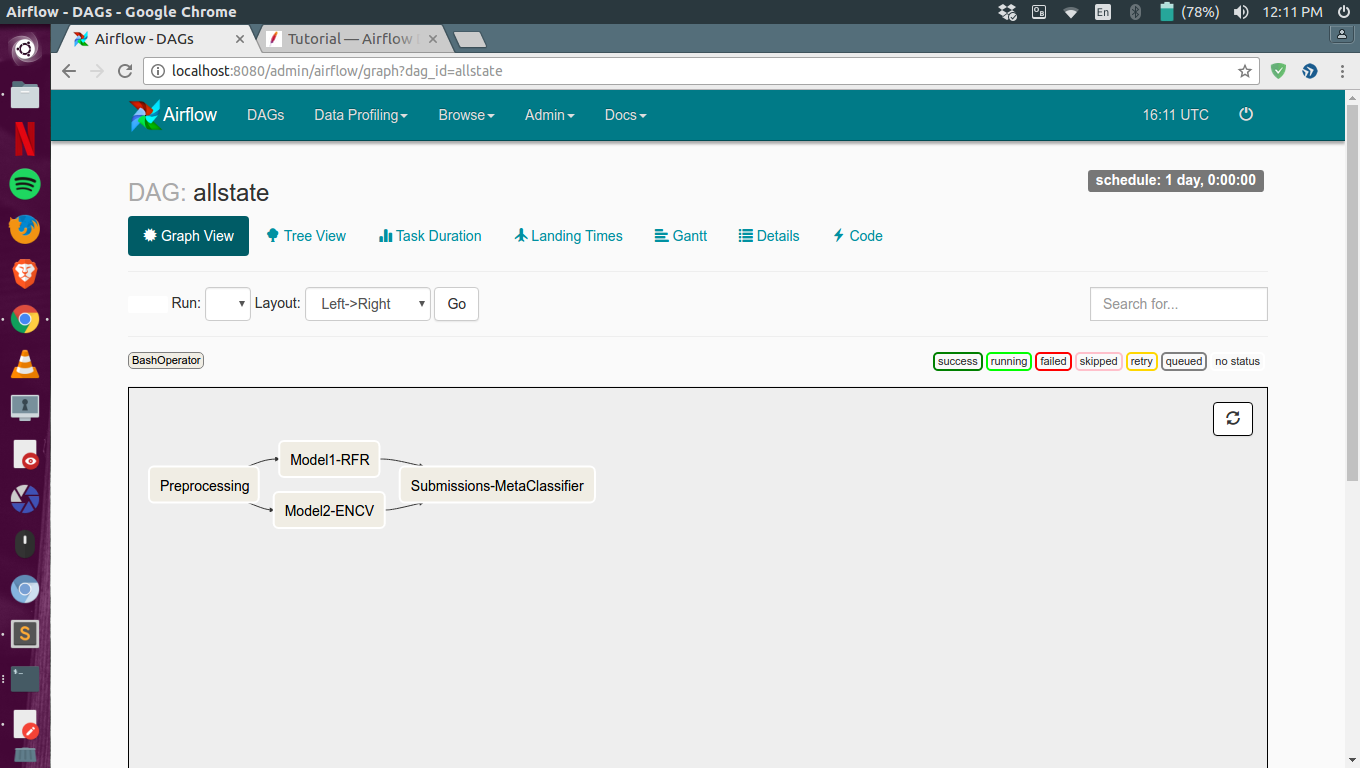 Airflow - DAGs - Google Chrome
En
(78%)
12:11 PM
Airflow - DAGs
Tutorial — Airflow
localhost:8080/admin/airflow/graph?dag_id=allstate
Airflow DAGs Data Profiling Browse Admin Docs 16:11 UTC
schedule: 1 day, 0:00:00
DAG: allstate
Graph View Tree View Task Duration Landing Times Gantt Details Code
Run: Layout: Left->Right Go Search for...
BashOperator success running failed skipped retry queued no status
Model1-RFR
Preprocessing Submissions-MetaClassifier
Model2-ENCV